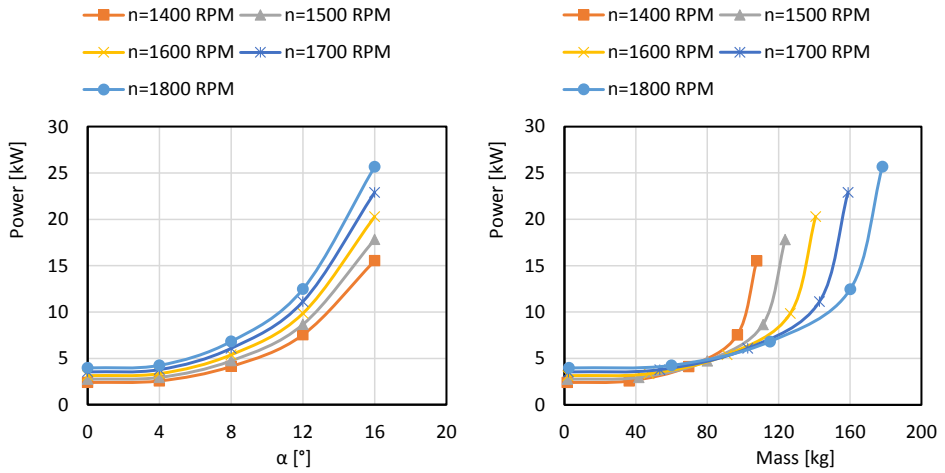 n=1400 RPM n=1500 RPM
n=1600 RPM n=1700 RPM
n=1800 RPM
30
25
20
15
10
5
0
Power [kW]
0 4 8 12 16 20
α [°]
n=1400 RPM n=1500 RPM
n=1600 RPM n=1700 RPM
n=1800 RPM
30
25
20
15
10
5
0
Power [kW]
0 40 80 120 160 200
Mass [kg]